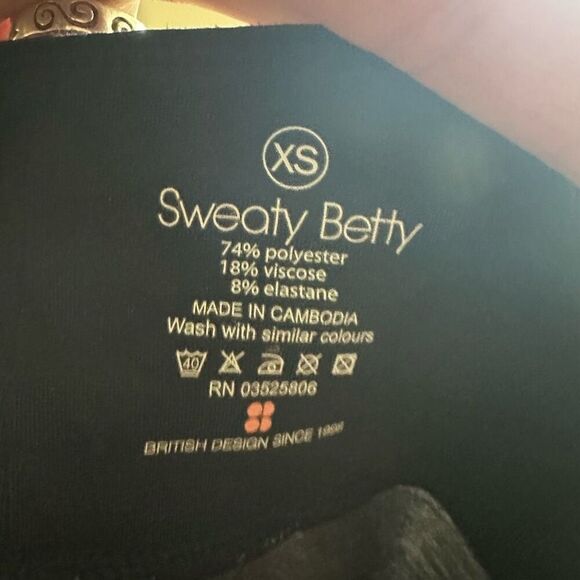 XS
Sweaty Betty
74% polyester
18% viscose
8% elastane
MADE IN CAMBODIA
Wash with similar colours
40
RN 03525806
BRITISH DESIGN SINCE 1998